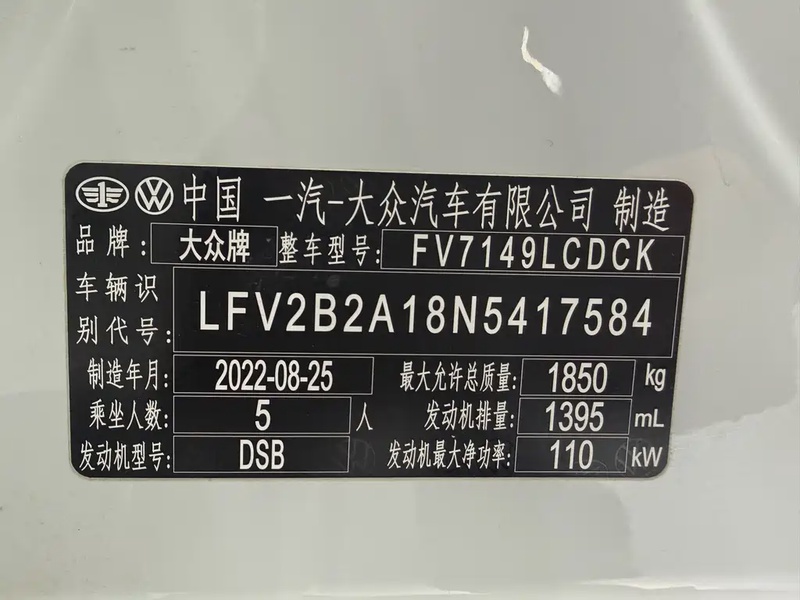 中国 一汽-大众汽车有限公司 制造
品牌: 大众牌 整车型号: FV7149LCDCK
车辆识别代号: LFV2B2A18N5417584
制造年月: 2022-08-25 最大允许总质量: 1850 kg
乘坐人数: 5 人 发动机排量: 1395 mL
发动机型号: DSB 发动机最大净功率: 110 kW